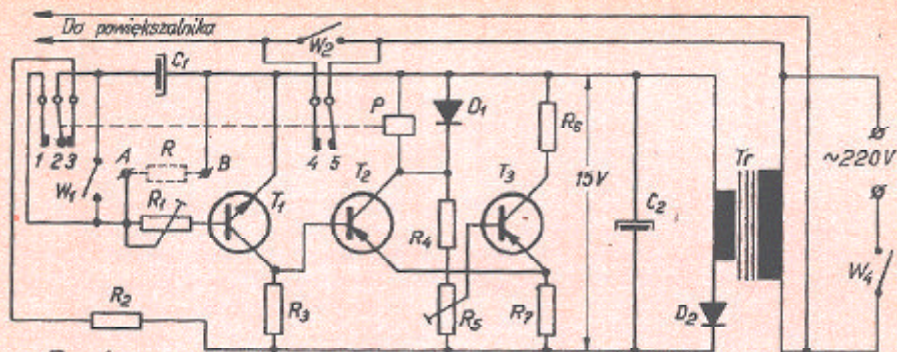 Do powiększalnika
W2
C1
P
D1
R6
1 2 3
A
R
B
4 5
W1
R1
T1
T2
T3
15V
C2
Tr
~220V
R2
R3
R4
R5
R7
D2
W4